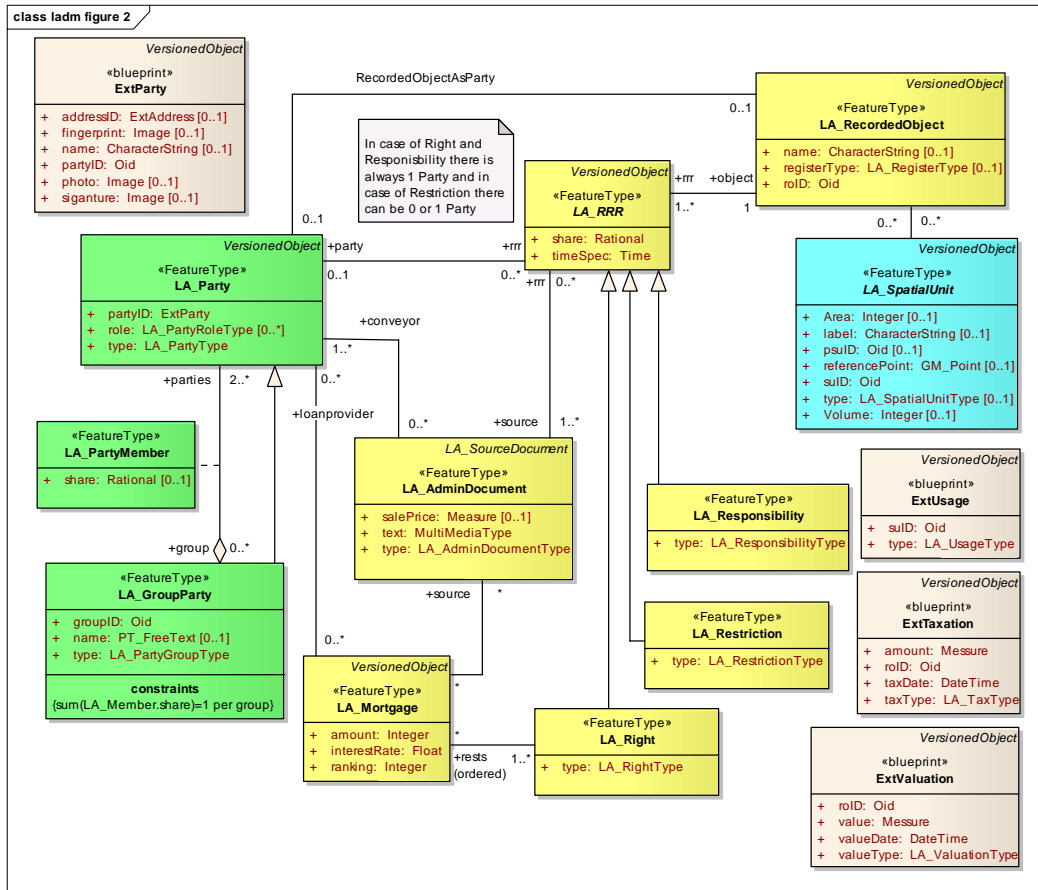 class ladm figure 2
VersionedObject
«blueprint»
ExtParty
+ addressID: ExtAddress [0..1]
+ fingerprint: Image [0..1]
+ name: CharacterString [0..1]
+ partyID: Oid
+ photo: Image [0..1]
+ siganture: Image [0..1]
RecordedObjectAsParty
0..1
0..1
In case of Right and
Responisbility there is
always 1 Party and in
case of Restriction there
can be 0 or 1 Party
VersionedObject
«FeatureType»
LA_RecordedObject
+ name: CharacterString [0..1]
+ registerType: LA_RegisterType [0..1]
+ roID: Oid
VersionedObject
«FeatureType»
LA_RRR
+ share: Rational
+ timeSpec: Time
+rrr
1..*
+object
1
0..*
0..*
VersionedObject
«FeatureType»
LA_Party
+ partyID: ExtParty
+ role: LA_PartyRoleType [0..*]
+ type: LA_PartyType
+party
0..1
+rrr
0..*
+rrr
0..*
VersionedObject
«FeatureType»
LA_SpatialUnit
+ Area: Integer [0..1]
+ label: CharacterString [0..1]
+ psuID: Oid [0..1]
+ referencePoint: GM_Point [0..1]
+ suID: Oid
+ type: LA_SpatialUnitType [0..1]
+ Volume: Integer [0..1]
+conveyor
1..*
0..*
+parties
2..*
0..*
+loanprovider
0..*
+source
1..*
«FeatureType»
LA_PartyMember
+ share: Rational [0..1]
LA_SourceDocument
«FeatureType»
LA_AdminDocument
+ salePrice: Measure [0..1]
+ text: MultiMediaType
+ type: LA_AdminDocumentType
VersionedObject
«blueprint»
ExtUsage
+ suID: Oid
+ type: LA_UsageType
«FeatureType»
LA_Responsibility
+ type: LA_ResponsibilityType
+group
0..*
«FeatureType»
LA_GroupParty
+ groupID: Oid
+ name: PT_FreeText [0..1]
+ type: LA_PartyGroupType
constraints
{sum(LA_Member.share)=1 per group}
+source
*
*
VersionedObject
«blueprint»
ExtTaxation
+ amount: Messure
+ roID: Oid
+ taxDate: DateTime
+ taxType: LA_TaxType
«FeatureType»
LA_Restriction
+ type: LA_RestrictionType
VersionedObject
«FeatureType»
LA_Mortgage
+ amount: Integer
+ interestRate: Float
+ ranking: Integer
*
+rests
(ordered)
1..*
«FeatureType»
LA_Right
+ type: LA_RightType
VersionedObject
«blueprint»
ExtValuation
+ roID: Oid
+ value: Messure
+ valueDate: DateTime
+ valueType: LA_ValuationType